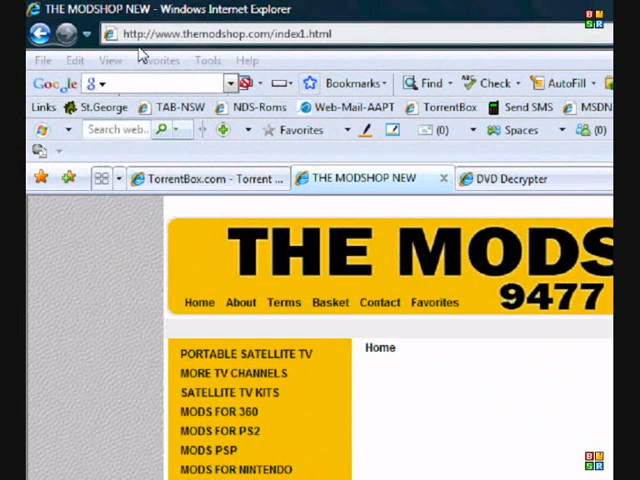 THE MODSHOP NEW - Windows Internet Explorer
http://www.themodshop.com/index1.html
File Edit View Favorites Tools Help
Google g Bookmarks Find Check AutoFill
Links St.George TAB-NSW NDS-Roms Web-Mail-AAPT TorrentBox Send SMS MSDN
Search web... Favorites (0) Spaces (0)
TorrentBox.com - Torrent ... THE MODSHOP NEW x DVD Decrypter
THE MODS
9477
Home About Terms Basket Contact Favorites
Home
PORTABLE SATELLITE TV
MORE TV CHANNELS
SATELLITE TV KITS
MODS FOR 360
MODS FOR PS2
MODS PSP
MODS FOR NINTENDO